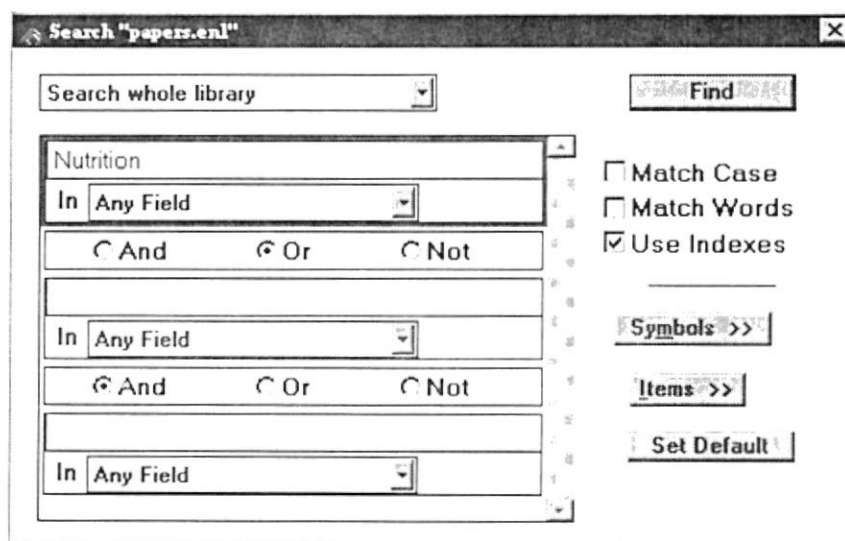 Search "papers.enl"
Search whole library
Find
Nutrition
In Any Field
And Or Not
In Any Field
And Or Not
In Any Field
Match Case
Match Words
Use Indexes
Symbols >>
Items >>
Set Default